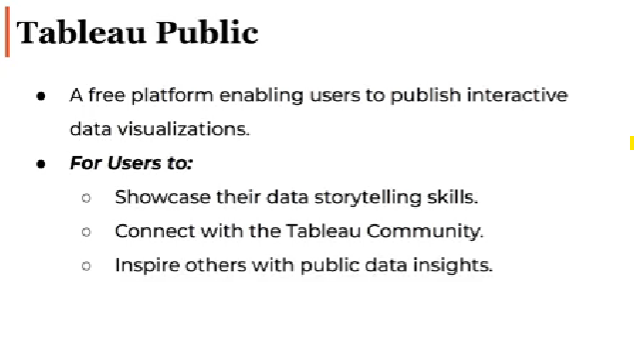 Tableau Public
● A free platform enabling users to publish interactive
data visualizations.
● For Users to:
○ Showcase their data storytelling skills.
○ Connect with the Tableau Community.
○ Inspire others with public data insights.